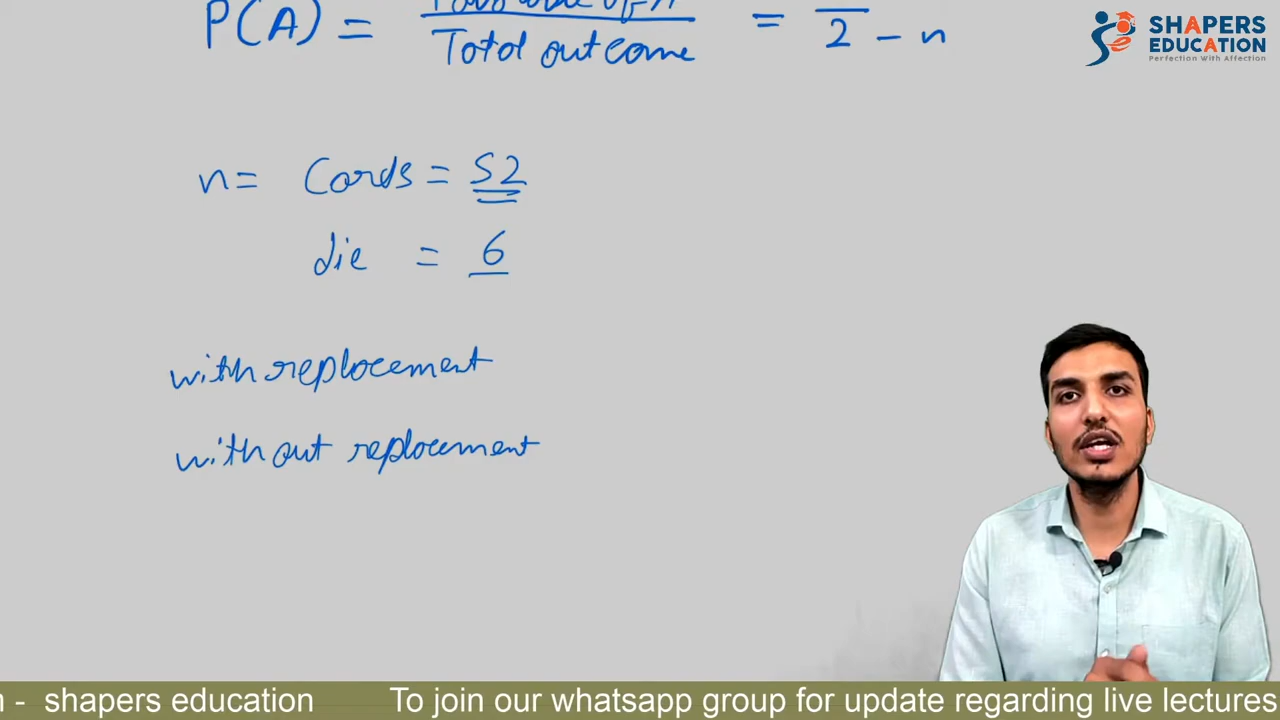 P(A) = Total outcome = 2 - n
SHAPERS
EDUCATION
Perfection With Affection
n= Cards = 52
die = 6
with replacement
without replacement
- shapers education To join our whatsapp group for update regarding live lectures